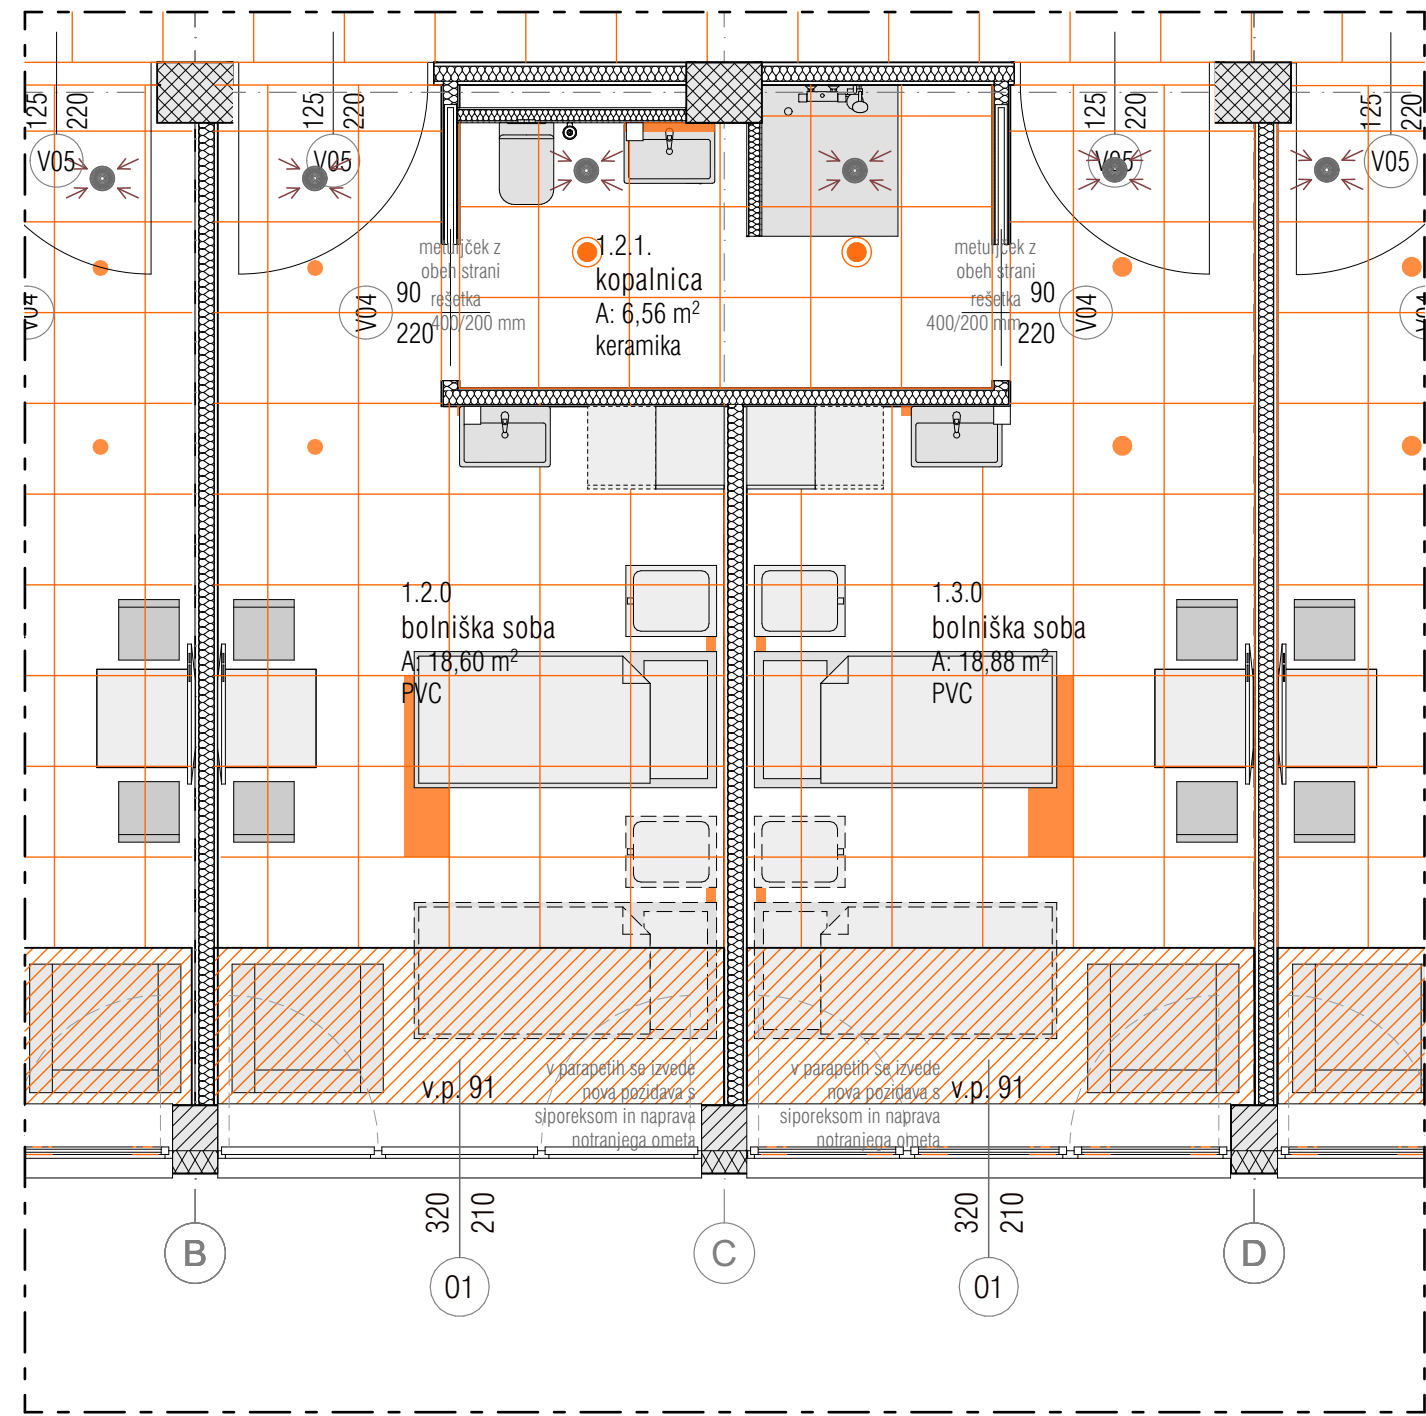 125
220
V05
125
220
V05
125
220
V05
125
220
V05
V04
V04
90
220
metuljček z
obeh strani
rešetka
400/200 mm
1.2.1.
kopalnica
A: 6,56 m²
keramika
metuljček z
obeh strani
rešetka
400/200 mm
90
220
V04
1.2.0
bolniška soba
A: 18,60 m²
PVC
1.3.0
bolniška soba
A: 18,88 m²
PVC
v.p. 91
v parapetih se izvede
nova pozidava s
siporeksom in naprava
notranjega ometa
v parapetih se izvede
nova pozidava s
siporeksom in naprava
notranjega ometa
v.p. 91
320
210
320
210
B
C
D
01
01